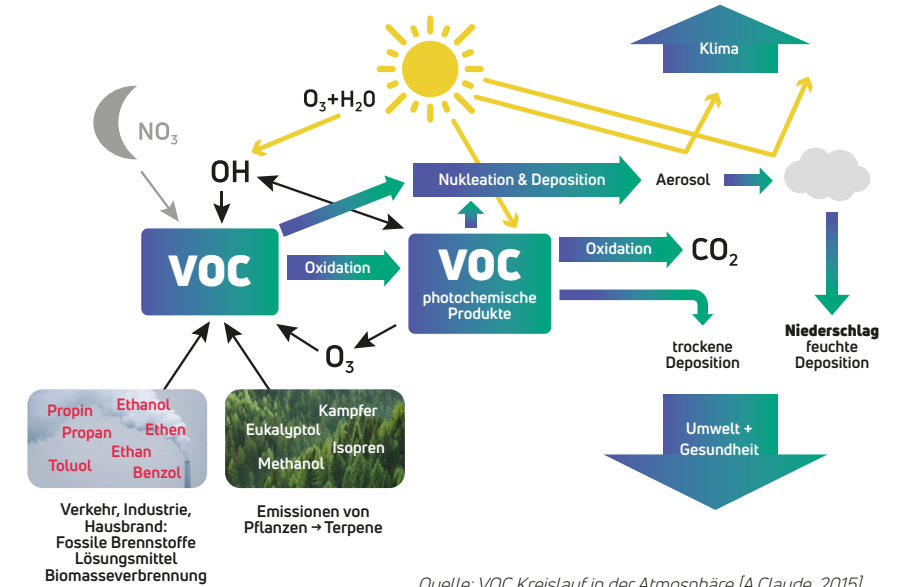 Klima
O₃+H₂O
NO₃
OH
Nukleation & Deposition
Aerosol
VOC
Oxidation
VOC
photochemische
Produkte
Oxidation
CO₂
O₃
trockene
Deposition
Niederschlag
feuchte
Deposition
Propin
Ethanol
Propan
Ethen
Ethan
Toluol
Benzol
Kampfer
Eukalyptol
Isopren
Methanol
Umwelt +
Gesundheit
Verkehr, Industrie,
Hausbrand:
Fossile Brennstoffe
Lösungsmittel
Biomasseverbrennung
Emissionen von
Pflanzen → Terpene
Quelle: VOC Kreislauf in der Atmosphäre [A.Claude, 2015]